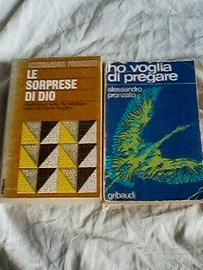 ALESSANDRO PRONZATO
LE
SORPRESE
DI DIO
ho voglia
di pregare
alessandro
pronzato
gribaudi